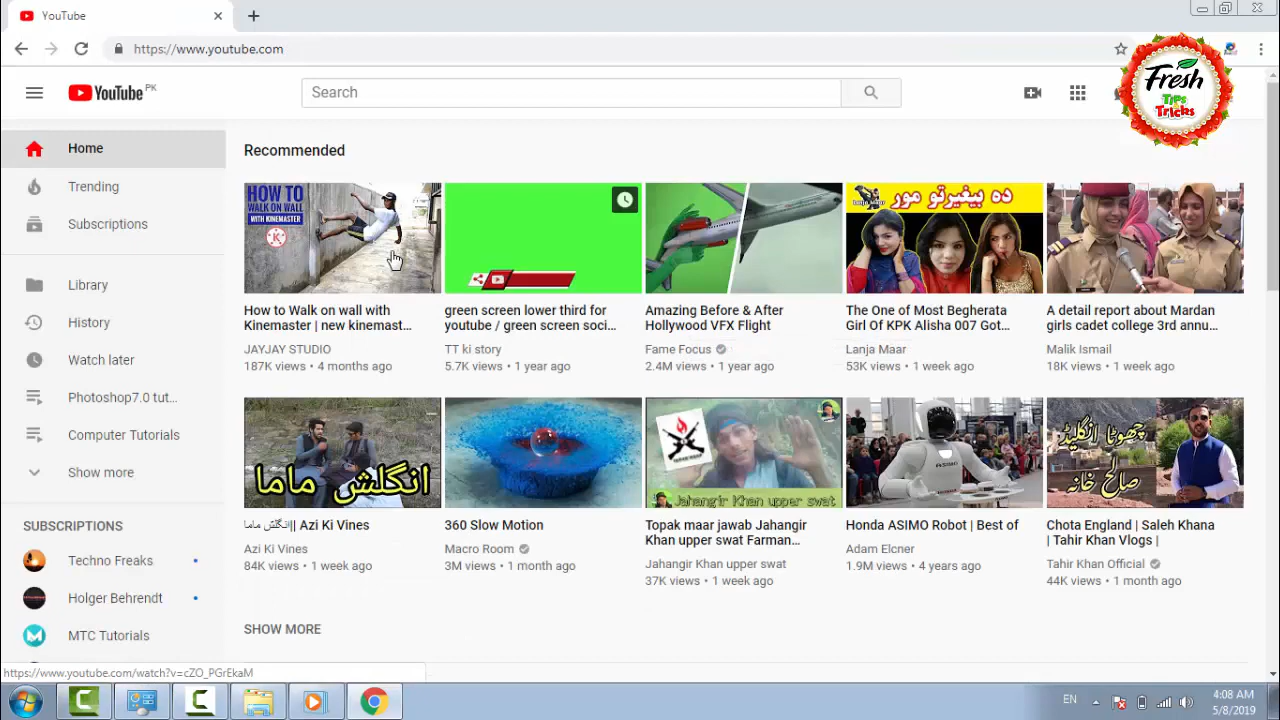 YouTube
https://www.youtube.com
YouTube PK
Search
Fresh
Tips
Tricks
Home
Trending
Subscriptions
Library
History
Watch later
Photoshop7.0 tut...
Computer Tutorials
Show more
SUBSCRIPTIONS
Techno Freaks
Holger Behrendt
MTC Tutorials
Recommended
HOW TO
WALK ON WALL
WITH KINEMASTER
K
How to Walk on wall with
Kinemaster | new kinemast...
JAYJAY STUDIO
187K views • 4 months ago
green screen lower third for
youtube / green screen soci...
TT ki story
5.7K views • 1 year ago
Amazing Before & After
Hollywood VFX Flight
Fame Focus
2.4M views • 1 year ago
ده بيغيرتو مور
The One of Most Begherata
Girl Of KPK Alisha 007 Got...
Lanja Maar
53K views • 1 week ago
A detail report about Mardan
girls cadet college 3rd annu...
Malik Ismail
18K views • 1 week ago
انگلش ماما
انگلش ماما|| Azi Ki Vines
Azi Ki Vines
84K views • 1 week ago
360 Slow Motion
Macro Room
3M views • 1 month ago
Jahangir Khan upper swat
Topak maar jawab Jahangir
Khan upper swat Farman...
Jahangir Khan upper swat
37K views • 1 week ago
Honda ASIMO Robot | Best of
Adam Elcner
1.9M views • 4 years ago
چھوٹا انگلینڈ
صالح خانہ
Chota England | Saleh Khana
| Tahir Khan Vlogs |
Tahir Khan Official
44K views • 1 month ago
SHOW MORE
https://www.youtube.com/watch?v=cZO_PGrEkaM
EN
4:08 AM
5/8/2019